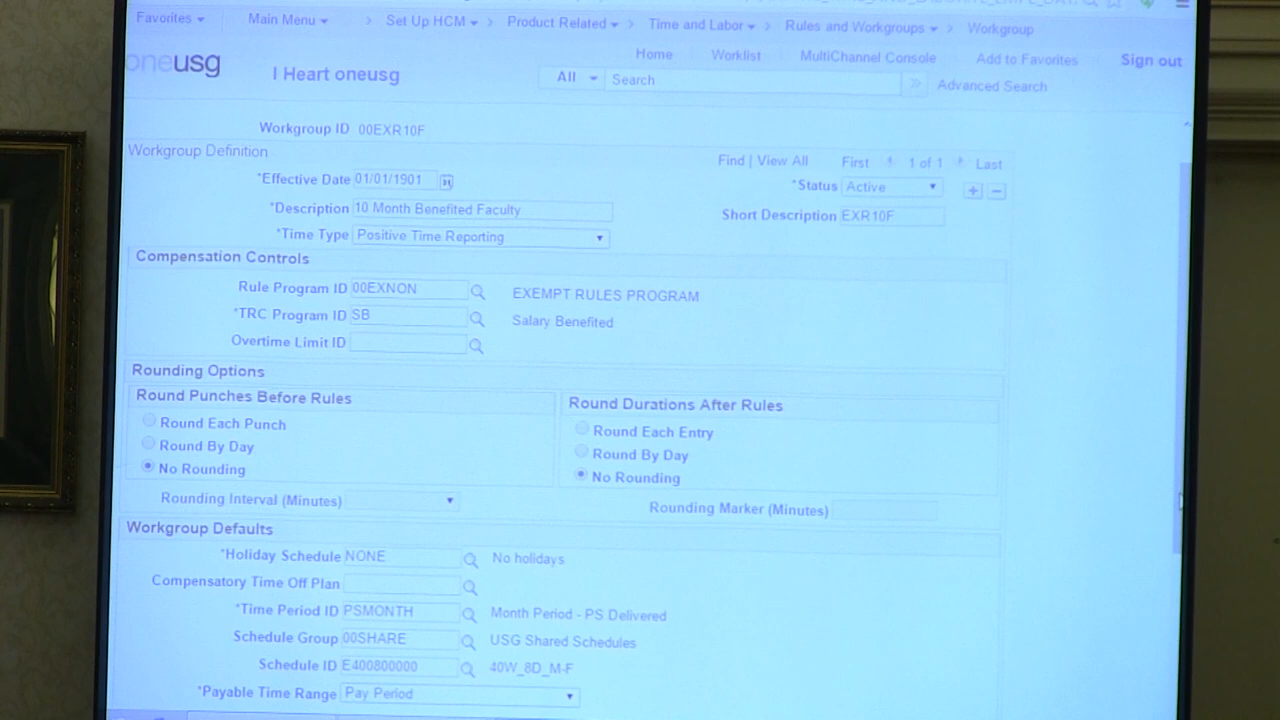 Favorites Main Menu > Set Up HCM > Product Related > Time and Labor > Rules and Workgroups > Workgroup
Home Worklist MultiChannel Console Add to Favorites Sign out
oneusg I Heart oneusg All Search Advanced Search
Workgroup ID 00EXR10F
Workgroup Definition Find | View All First 1 of 1 Last
*Effective Date 01/01/1901 *Status Active
*Description 10 Month Benefited Faculty Short Description EXR10F
*Time Type Positive Time Reporting
Compensation Controls
Rule Program ID 00EXNON EXEMPT RULES PROGRAM
*TRC Program ID SB Salary Benefited
Overtime Limit ID
Rounding Options
Round Punches Before Rules Round Durations After Rules
Round Each Punch Round Each Entry
Round By Day Round By Day
No Rounding No Rounding
Rounding Interval (Minutes) Rounding Marker (Minutes)
Workgroup Defaults
*Holiday Schedule NONE No holidays
Compensatory Time Off Plan
*Time Period ID PSMONTH Month Period - PS Delivered
Schedule Group 00SHARE USG Shared Schedules
Schedule ID E400800000 40W_8D_M-F
*Payable Time Range Pay Period